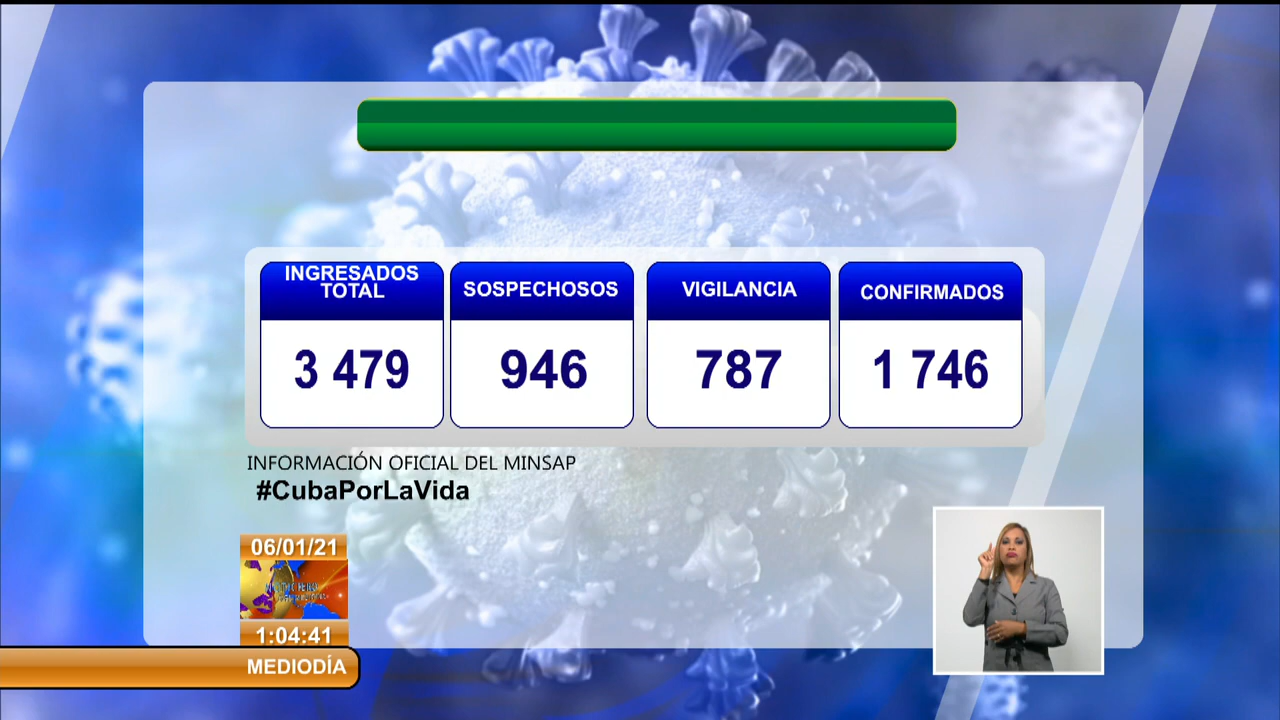 INGRESADOS
TOTAL
SOSPECHOSOS
VIGILANCIA
CONFIRMADOS
3 479
946
787
1 746
INFORMACIÓN OFICIAL DEL MINSAP
#CubaPorLaVida
06/01/21
1:04:41
MEDIODÍA